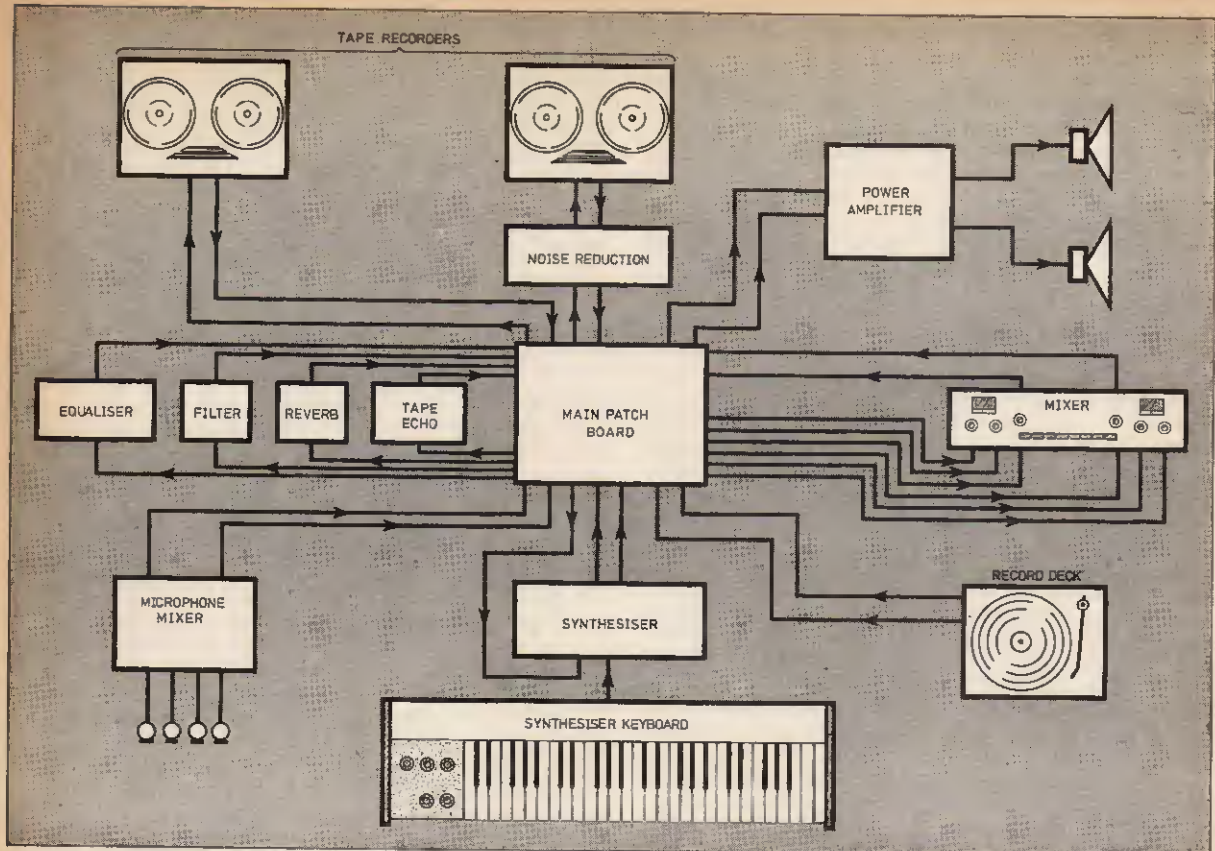 TAPE RECORDERS
NOISE REDUCTION
POWER
AMPLIFIER
EQUALISER
FILTER
REVERB
TAPE
ECHO
MAIN PATCH
BOARD
MIXER
MICROPHONE
MIXER
SYNTHESISER
RECORD DECK
SYNTHESISER KEYBOARD